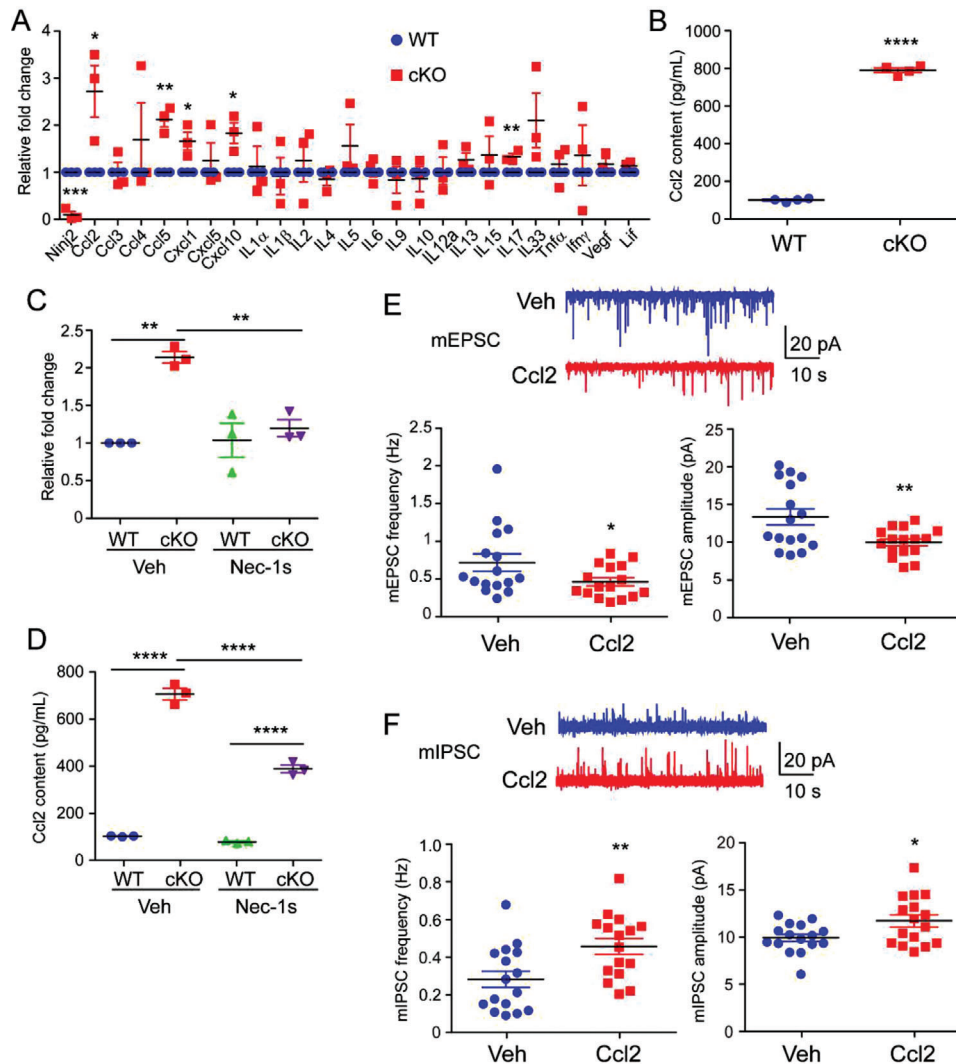 A
Relative fold change
4
3
2
1
0
WT
cKO
*
**
*
*
**
***
Ninj2
Ccl2
Ccl3
Ccl4
Ccl5
Cxcl1
Cxcl5
Cxcl10
IL1α
IL1β
IL2
IL4
IL5
IL6
IL9
IL10
IL12a
IL13
IL15
IL17
IL33
Tnfα
Ifnγ
Vegf
Lif
B
Ccl2 content (pg/mL)
1000
800
600
400
200
0
****
WT
cKO
C
Relative fold change
2.5
2
1.5
1
0.5
0
**
**
WT cKO WT cKO
Veh Nec-1s
D
Ccl2 content (pg/mL)
800
600
400
200
0
****
****
****
WT cKO WT cKO
Veh Nec-1s
E
Veh
mEPSC
Ccl2
20 pA
10 s
mEPSC frequency (Hz)
2.5
2
1.5
1
0.5
0
*
Veh Ccl2
mEPSC amplitude (pA)
25
20
15
10
5
0
**
Veh Ccl2
F
Veh
mIPSC
Ccl2
20 pA
10 s
mIPSC frequency (Hz)
1.0
0.8
0.6
0.4
0.2
0
**
Veh Ccl2
mIPSC amplitude (pA)
20
15
10
5
0
*
Veh Ccl2